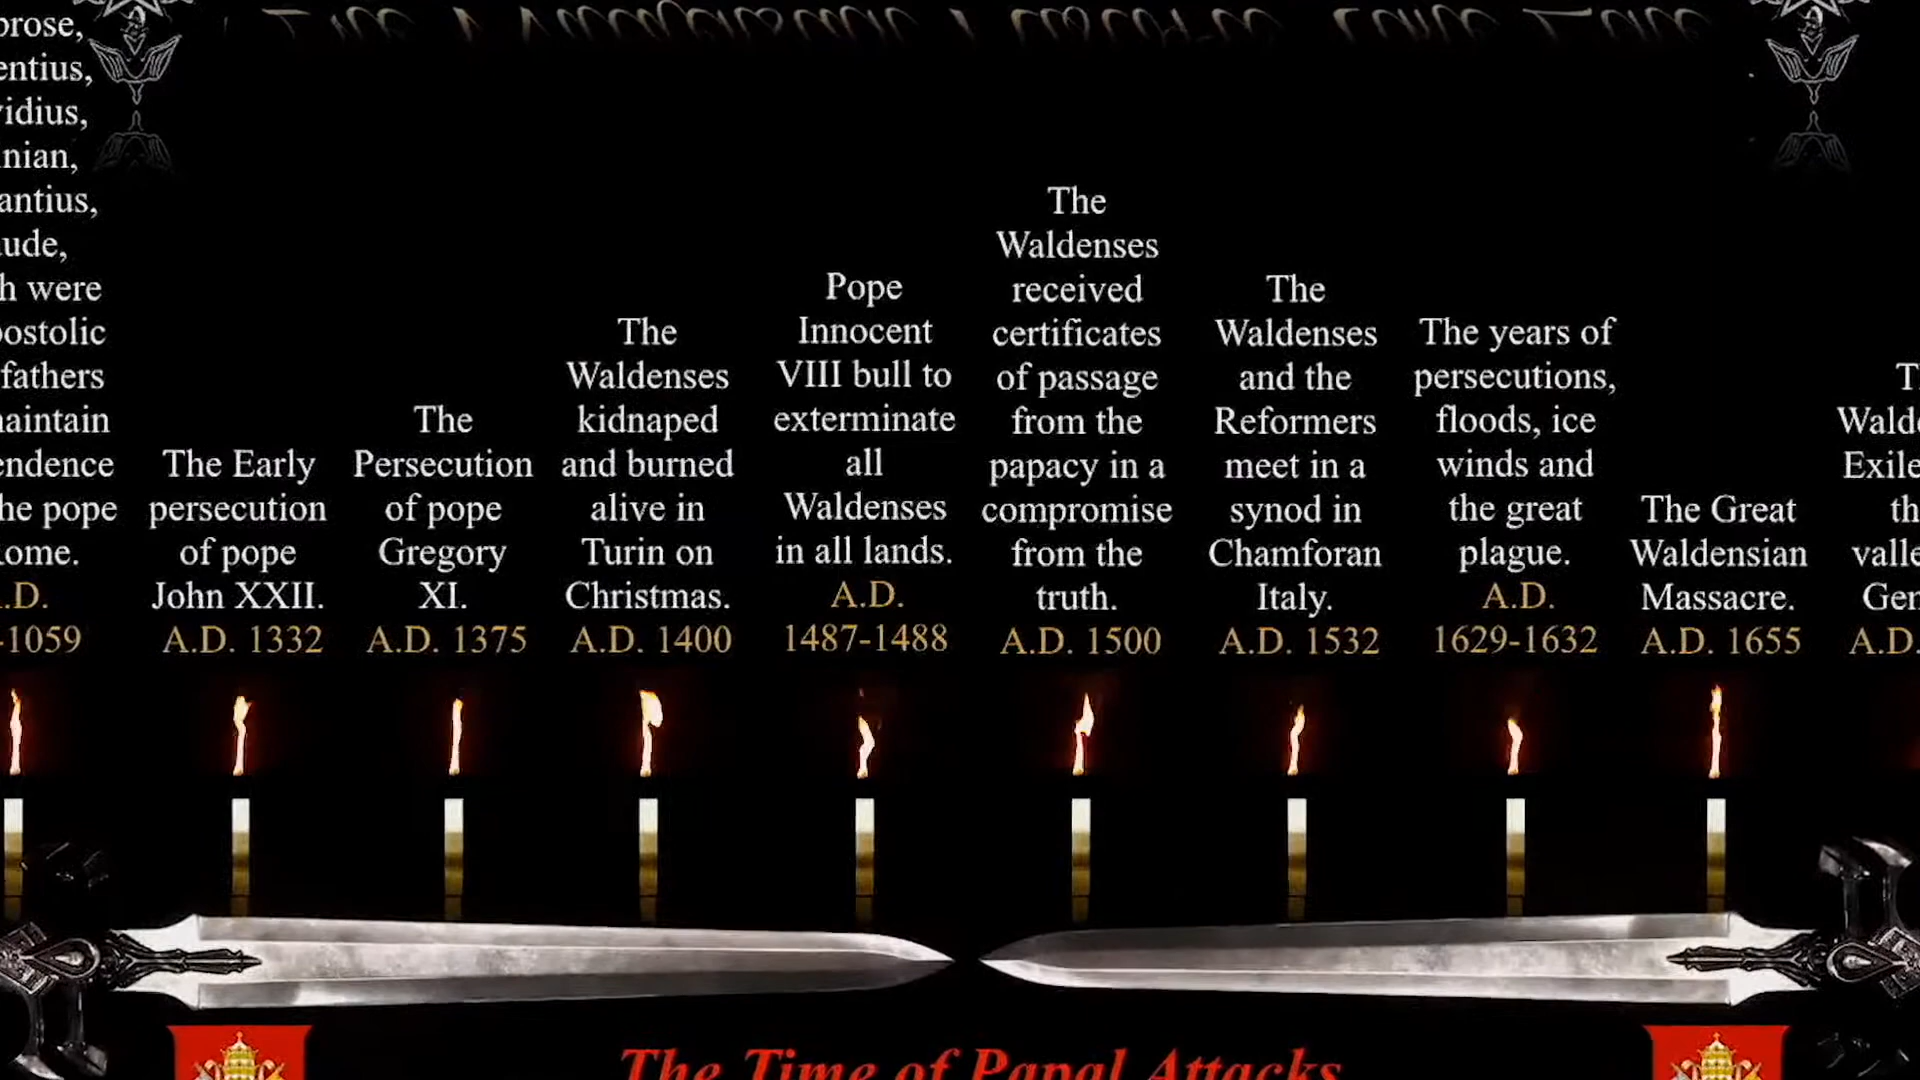 were
fathers
pope
-1059
The Early
persecution
of pope
John XXII.
A.D. 1332
The
Persecution
of pope
Gregory
XI.
A.D. 1375
The
Waldenses
kidnaped
and burned
alive in
Turin on
Christmas.
A.D. 1400
Pope
Innocent
VIII bull to
exterminate
all
Waldenses
in all lands.
A.D.
1487-1488
The
Waldenses
received
certificates
of passage
from the
papacy in a
compromise
from the
truth.
A.D. 1500
The
Waldenses
and the
Reformers
meet in a
synod in
Chamforan
Italy.
A.D. 1532
The years of
persecutions,
floods, ice
winds and
the great
plague.
A.D.
1629-1632
The Great
Waldensian
Massacre.
A.D. 1655
A.D.
The Time of Papal Attacks